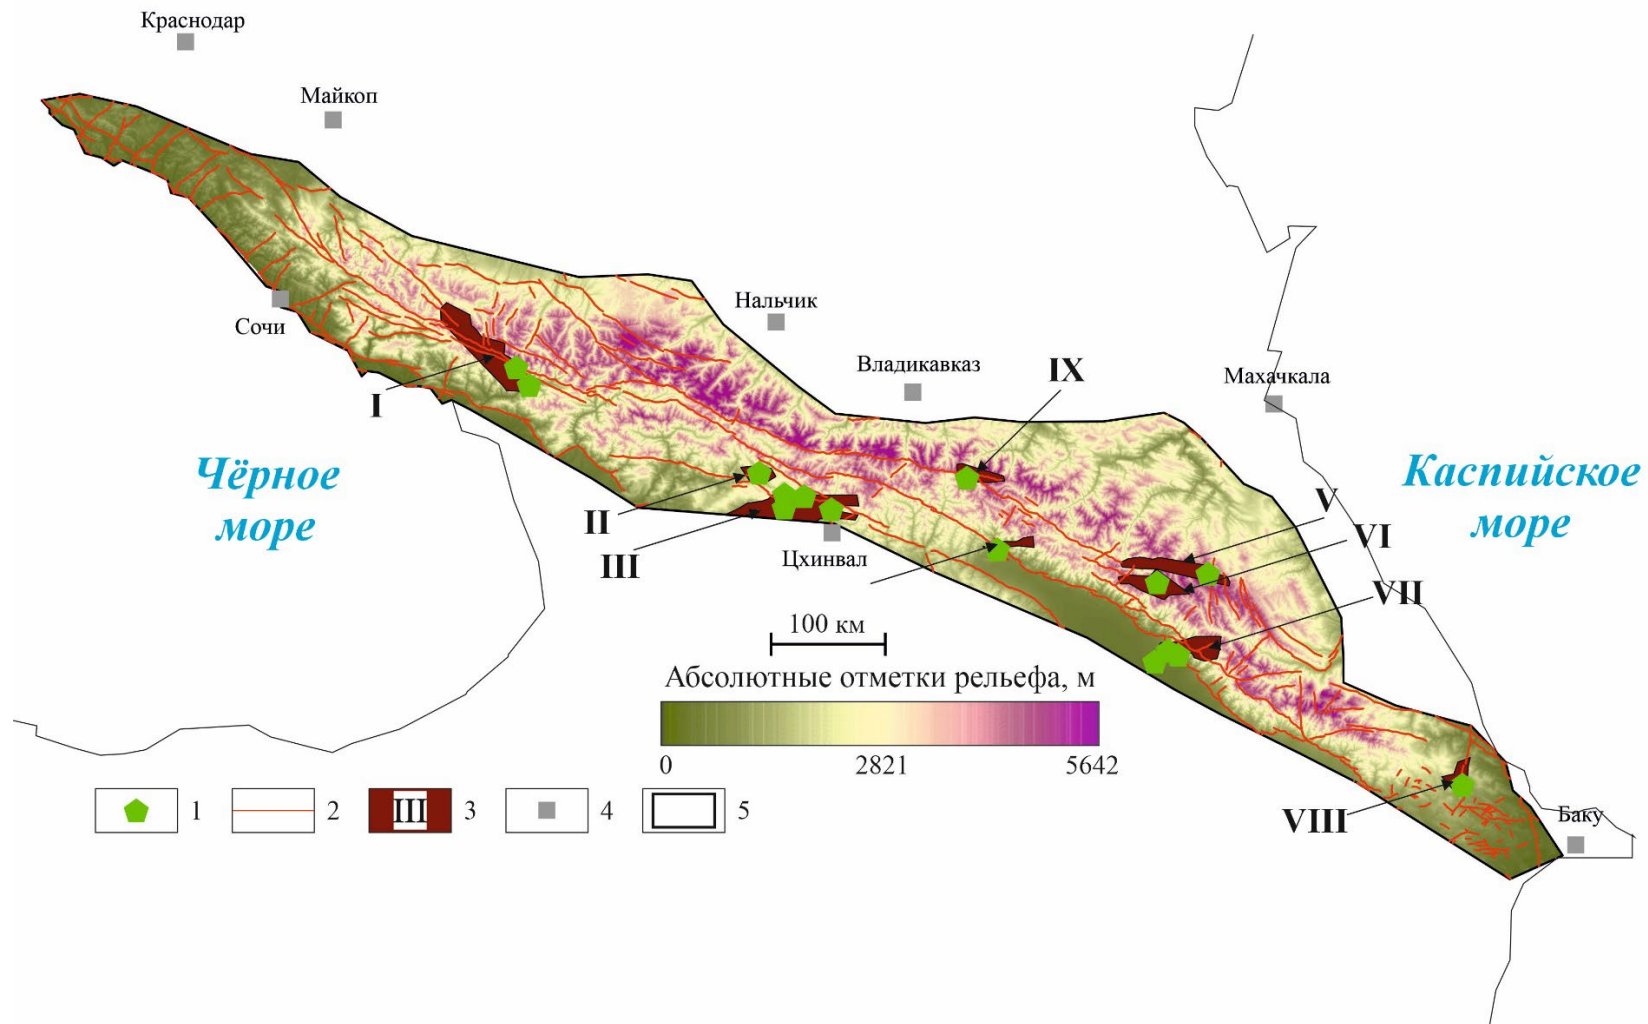 Краснодар
Майкоп
Сочи
Нальчик
Владикавказ
IX
Махачкала
I
Чёрное
море
Каспийское
море
II
III
V
VI
VII
Цхинвал
100 км
Абсолютные отметки рельефа, м
0 2821 5642
VIII
Баку
1 2 III 3 4 5